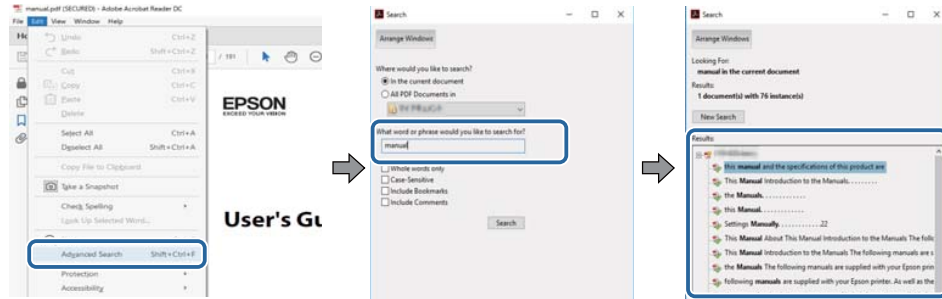 manual.pdf (SECURED) - Adobe Acrobat Reader DC
File Edit View Window Help
Undo Ctrl+Z
Redo Shift+Ctrl+Z
Cut Ctrl+X
Copy Ctrl+C
Paste Ctrl+V
Delete
Select All Ctrl+A
Deselect All Shift+Ctrl+A
Copy File to Clipboard
Take a Snapshot
Check Spelling
Look Up Selected Word...
Advanced Search Shift+Ctrl+F
Protection
Accessibility
/ 191
EPSON
EXCEED YOUR VISION
User's Gu
Search
Arrange Windows
Where would you like to search?
In the current document
All PDF Documents in
What word or phrase would you like to search for?
manual
Whole words only
Case-Sensitive
Include Bookmarks
Include Comments
Search
Search
Arrange Windows
Looking For:
manual in the current document
Results:
1 document(s) with 76 instance(s)
New Search
Results:
this manual and the specifications of this product are
This Manual Introduction to the Manuals.........
the Manuals.............
this Manual.............
Settings Manually............22
This Manual About This Manual Introduction to the Manuals The follo
This Manual Introduction to the Manuals The following manuals are s
the Manuals The following manuals are supplied with your Epson prin
following manuals are supplied with your Epson printer. As well as the